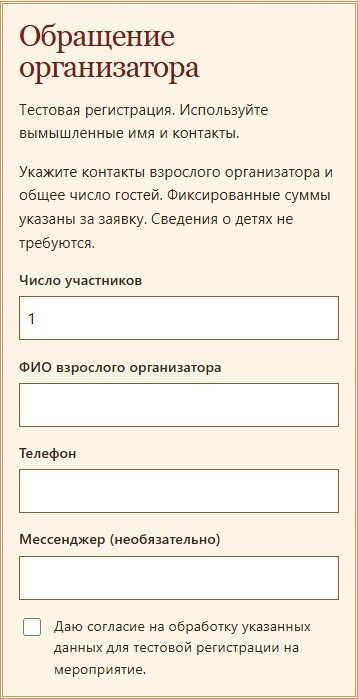 Обращение
организатора
Тестовая регистрация. Используйте
вымышленные имя и контакты.
Укажите контакты взрослого организатора и
общее число гостей. Фиксированные суммы
указаны за заявку. Сведения о детях не
требуются.
Число участников
1
ФИО взрослого организатора
Телефон
Мессенджер (необязательно)
Даю согласие на обработку указанных
данных для тестовой регистрации на
мероприятие.